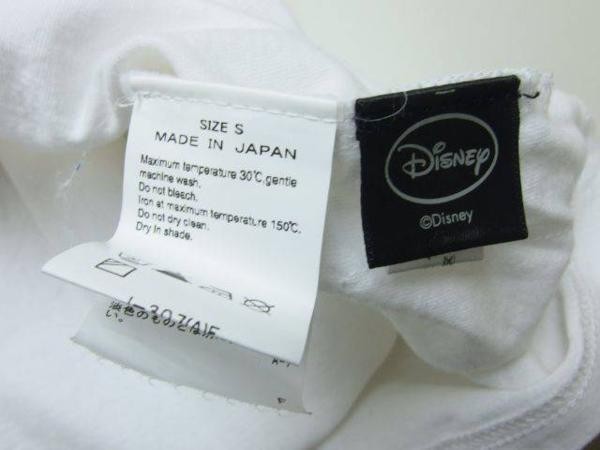 SIZE S
MADE IN JAPAN
Maximum temperature 30℃, gentle
machine wash.
Do not bleach.
Iron at maximum temperature 150℃.
Do not dry clean.
Dry in shade.
Disney
©Disney